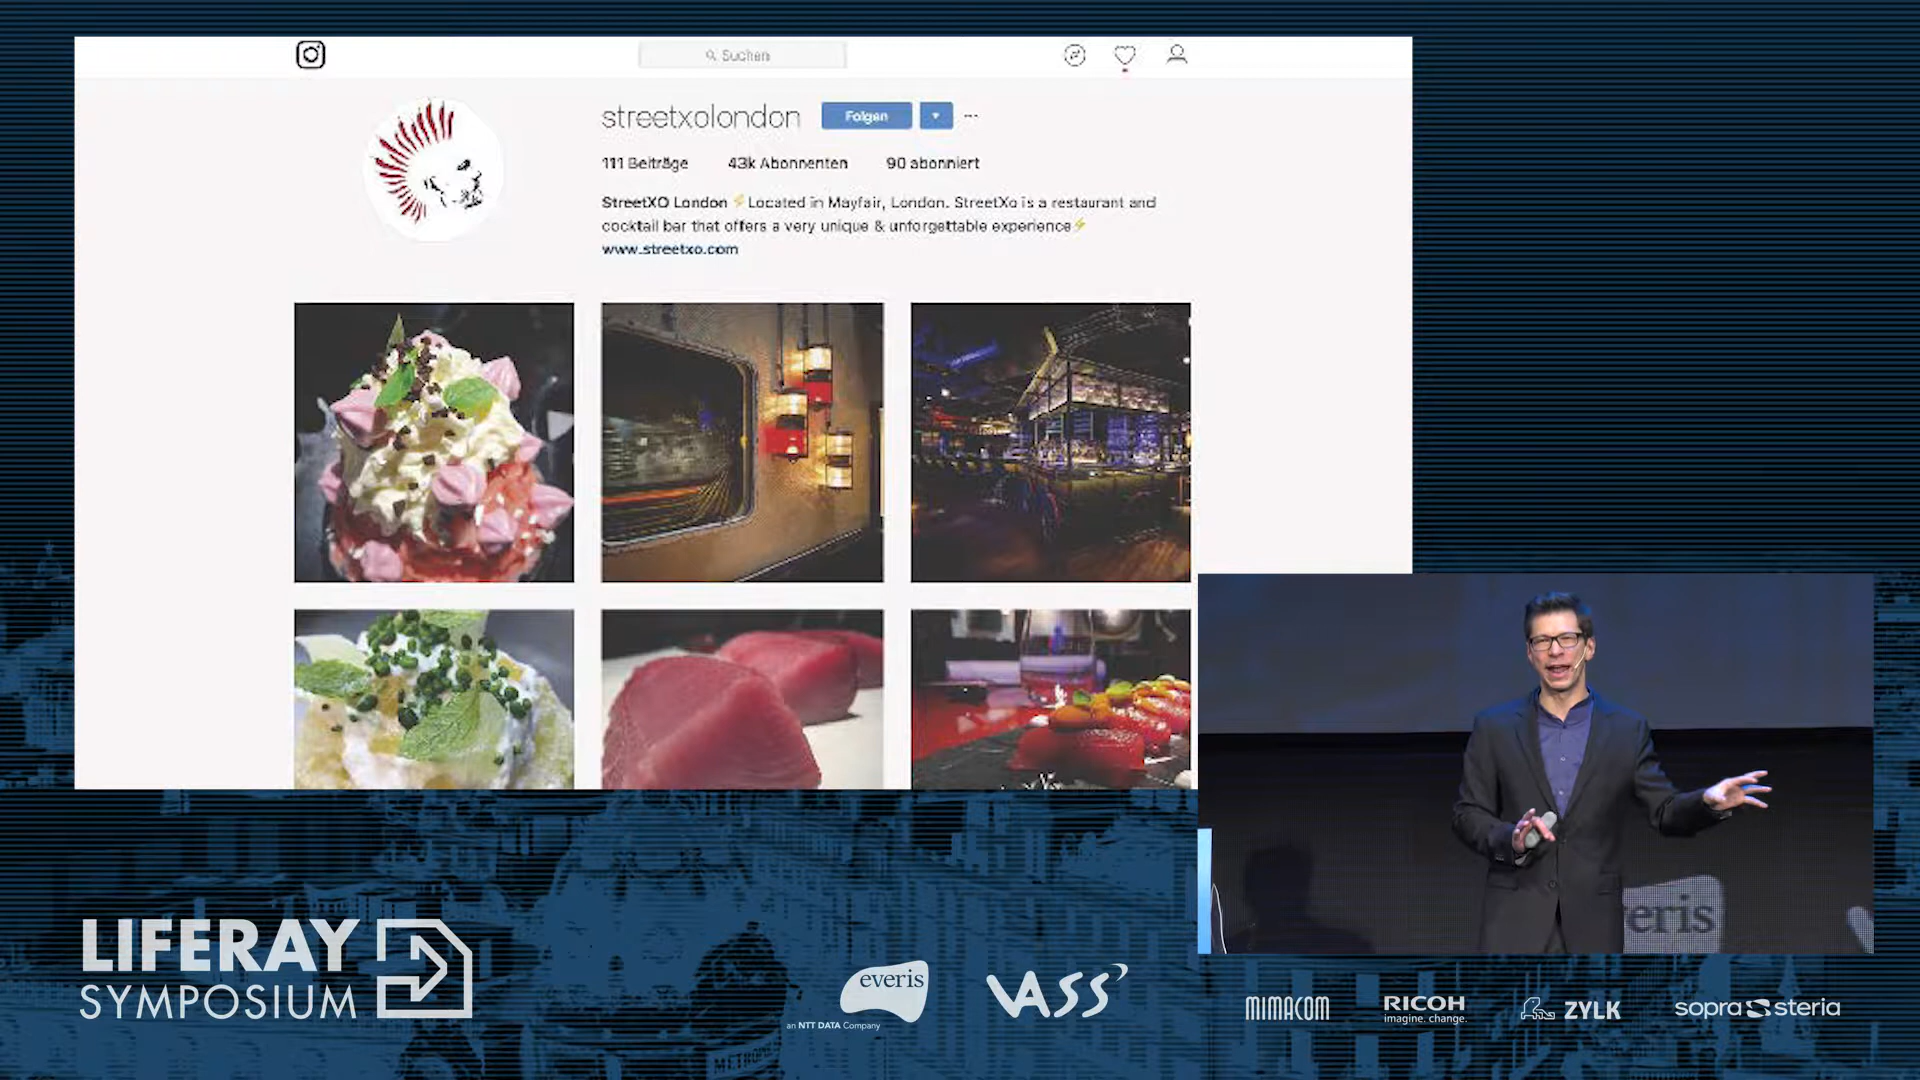 Suchen
streetxolondon
Folgen
111 Beiträge 43k Abonnenten 90 abonniert
StreetXO London ⚡Located in Mayfair, London. StreetXo is a restaurant and
cocktail bar that offers a very unique & unforgettable experience⚡
www.streetxo.com
eris
LIFERAY
SYMPOSIUM
everis
an NTT DATA Company
VASS
MIMACOM
RICOH
imagine. change.
ZYLK
sopra steria
METROPO